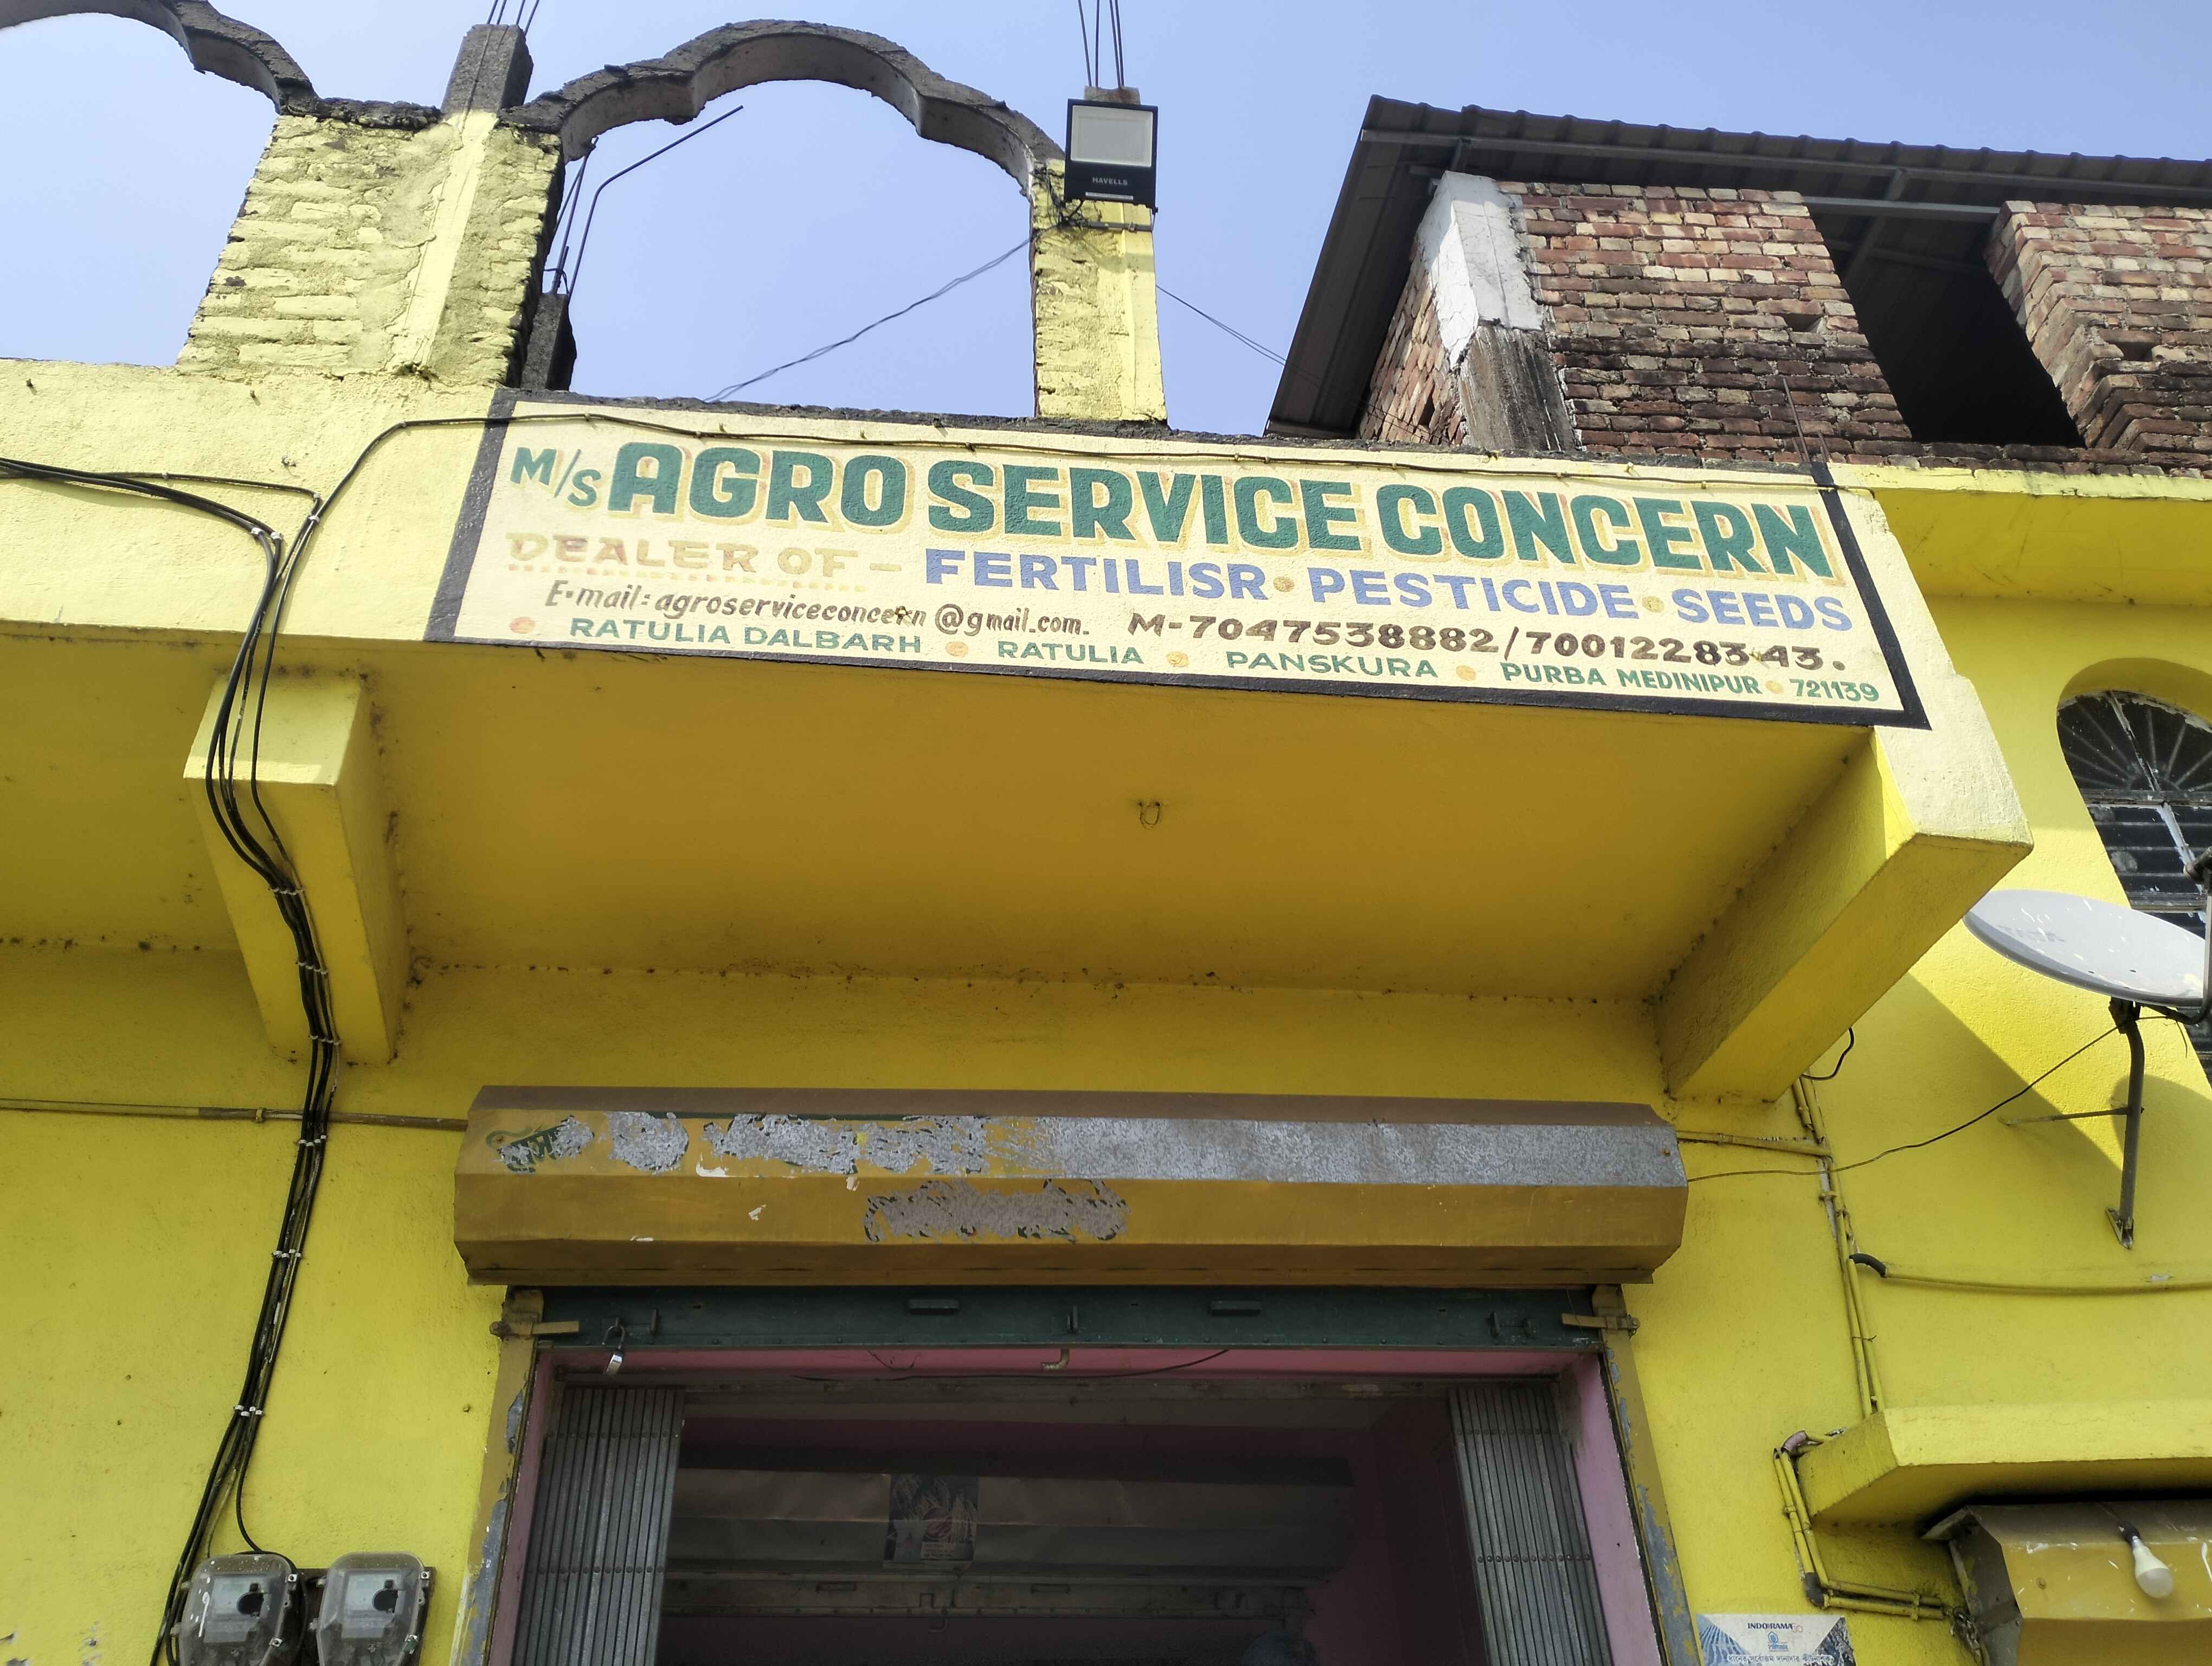 HAVELLS
M/S AGRO SERVICE CONCERN
DEALER OF - FERTILISR • PESTICIDE • SEEDS
E-mail: agroserviceconcern@gmail.com. M-7047538882/7001228343.
• RATULIA DALBARH • RATULIA • PANSKURA • PURBA MEDINIPUR • 721139
TATA
INDORAMA